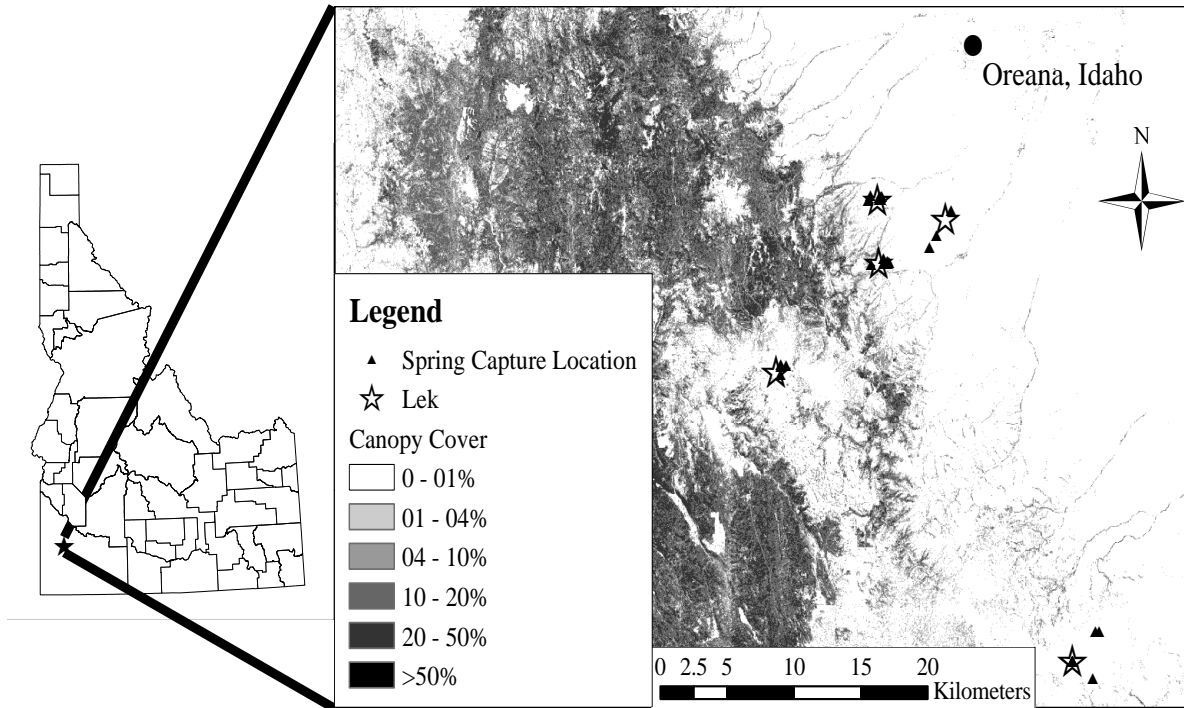 Oreana, Idaho
N
Legend
Spring Capture Location
Lek
Canopy Cover
0 - 01%
01 - 04%
04 - 10%
10 - 20%
20 - 50%
>50%
0 2.5 5 10 15 20
Kilometers